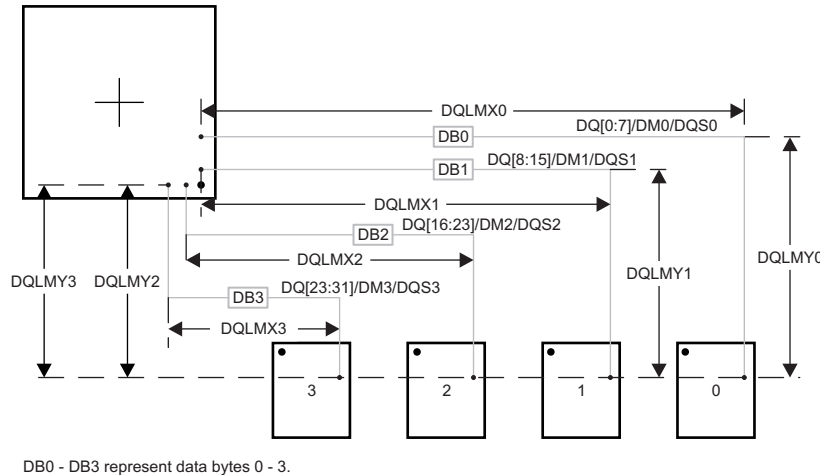 DQLMX0
DQ[0:7]/DM0/DQS0
DB0
DQ[8:15]/DM1/DQS1
DB1
DQLMX1
DQ[16:23]/DM2/DQS2
DB2
DQLMX2
DQLMY0
DQLMY1
DQLMY3
DQLMY2
DQ[23:31]/DM3/DQS3
DB3
DQLMX3
3
2
1
0
DB0 - DB3 represent data bytes 0 - 3.